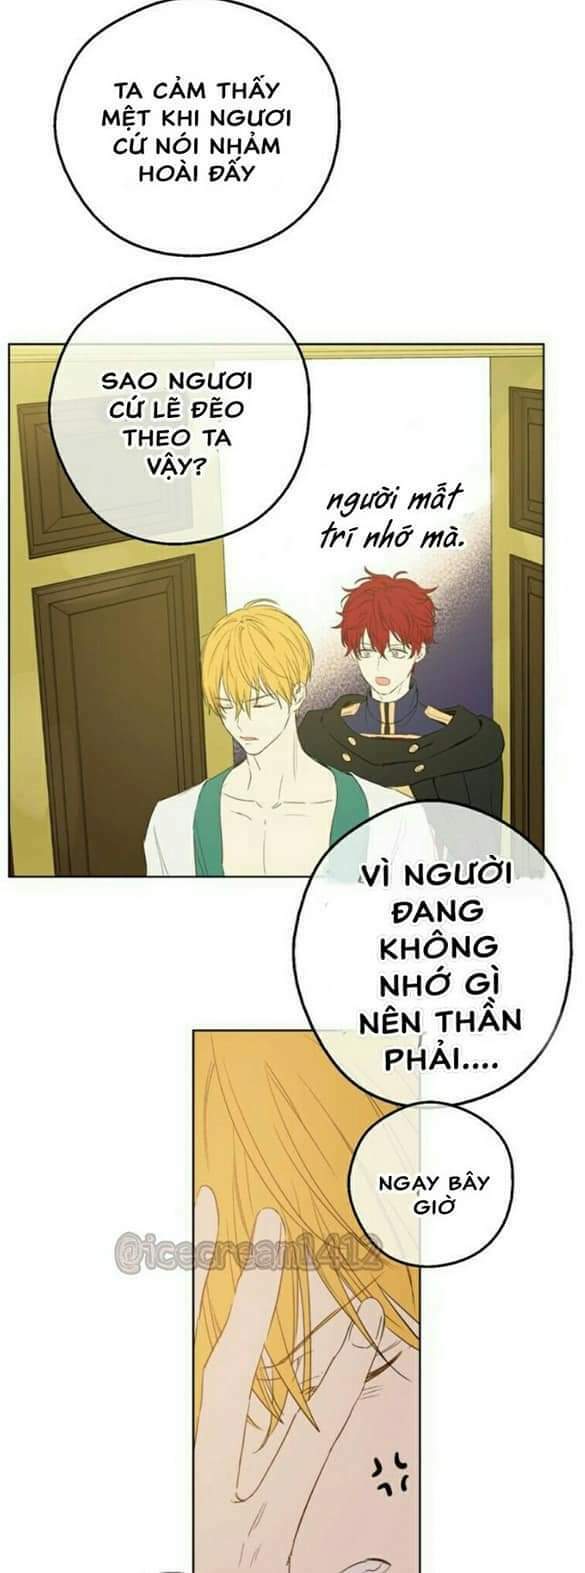 TA CẢM THẤY
MỆT KHI NGƯƠI
CỨ NÓI NHẢM
HOÀI ĐẤY
SAO NGƯƠI
CỨ LẼ ĐẼO
THEO TA
VẬY?
người mất
trí nhớ mà.
VÌ NGƯỜI
ĐANG
KHÔNG
NHỚ GÌ
NÊN THẦN
PHẢI....
NGAY BÂY
GIỜ
@icecream1412